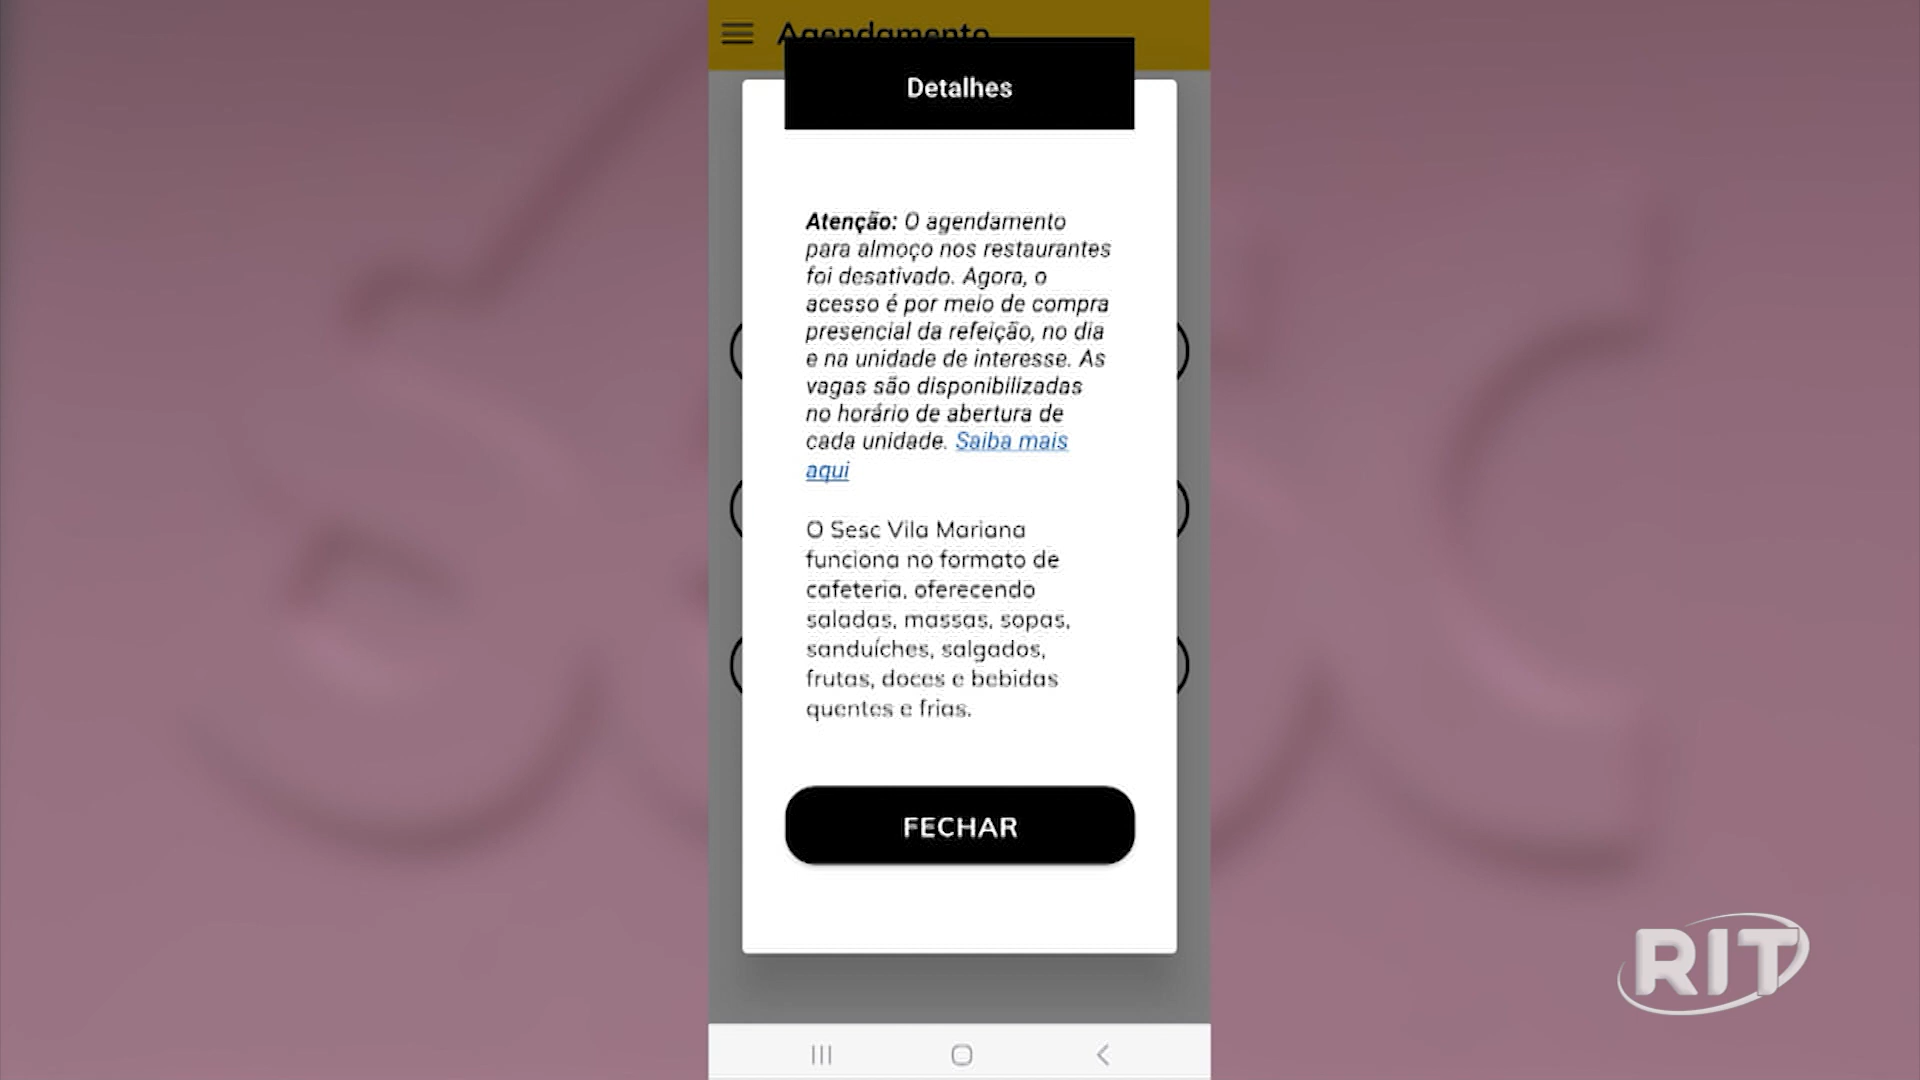 Agendamento
Detalhes
Atenção: O agendamento
para almoço nos restaurantes
foi desativado. Agora, o
acesso é por meio de compra
presencial da refeição, no dia
e na unidade de interesse. As
vagas são disponibilizadas
no horário de abertura de
cada unidade. Saiba mais
aqui
O Sesc Vila Mariana
funciona no formato de
cafeteria, oferecendo
saladas, massas, sopas,
sanduíches, salgados,
frutas, doces e bebidas
quentes e frias.
FECHAR
RIT